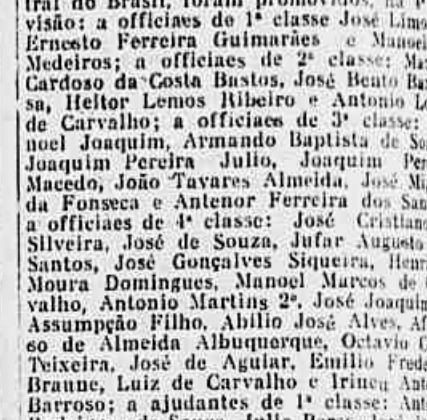 tral do Brasil, foram promovidos, na
visão: a officiaes de 1ª classe José
Ernesto Ferreira Guimarães e Manoel
Medeiros; a officiaes de 2ª classe:
Cardoso da Costa Bastos, José Bento
sa, Heitor Lemos Ribeiro e Antonio
de Carvalho; a officiaes de 3ª classe:
noel Joaquim, Armando Baptista de
Joaquim Pereira Julio, Joaquim
Macedo, João Tavares Almeida, José
da Fonseca e Antenor Ferreira dos
a officiaes de 4ª classe: José
Silveira, José de Souza, Jufar Augusto
Santos, José Gonçalves Siqueira,
Moura Domingues, Manoel Marcos de
valho, Antonio Martins 2º, José Joaquim
Assumpção Filho, Abilio José Alves,
so de Almeida Albuquerque, Octavio
Teixeira, José de Aguiar, Emilio
Braune, Luiz de Carvalho e Irineu
Barroso; a ajudantes de 1ª classe: